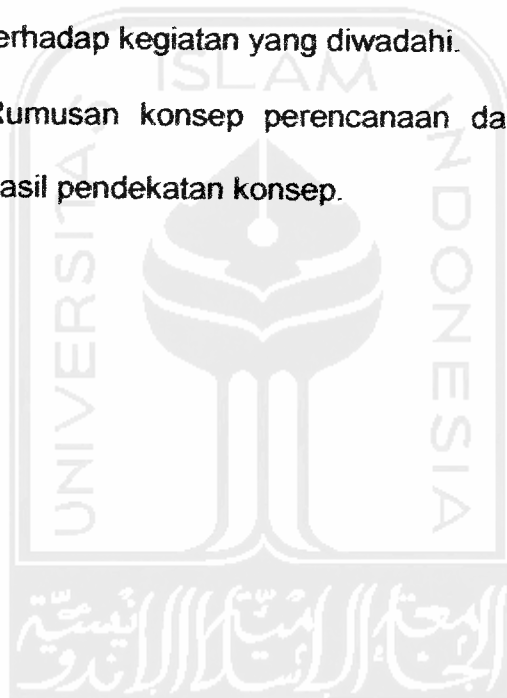 erhadap kegiatan yang diwadahi.
Rumusan konsep perencanaan da
asil pendekatan konsep.
ISLAM
UNIVERSITAS
INDONESIA